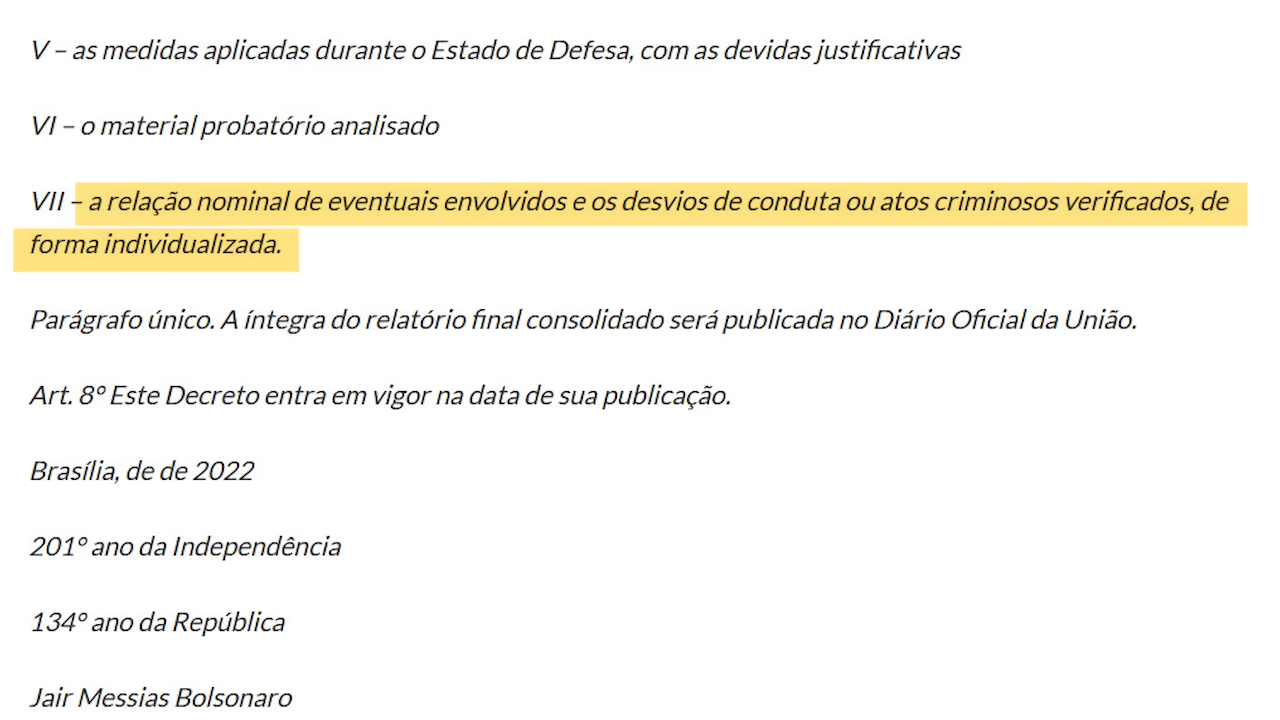 V – as medidas aplicadas durante o Estado de Defesa, com as devidas justificativas
VI – o material probatório analisado
VII – a relação nominal de eventuais envolvidos e os desvios de conduta ou atos criminosos verificados, de
forma individualizada.
Parágrafo único. A íntegra do relatório final consolidado será publicada no Diário Oficial da União.
Art. 8º Este Decreto entra em vigor na data de sua publicação.
Brasília, de de 2022
201º ano da Independência
134º ano da República
Jair Messias Bolsonaro